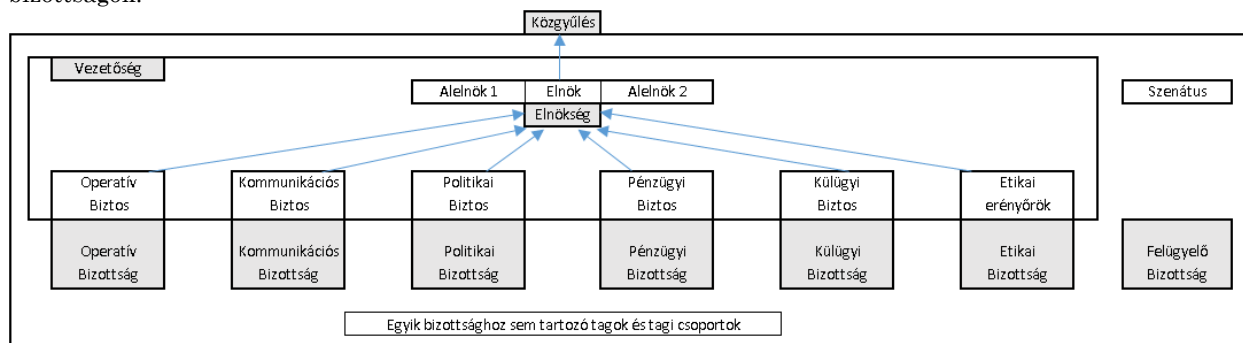 bizottságon.
Közgyűlés
Vezetőség
Alelnök 1 Elnök Alelnök 2
Elnökség
Szenátus
Operatív
Biztos
Kommunikációs
Biztos
Politikai
Biztos
Pénzügyi
Biztos
Külügyi
Biztos
Etikai
erényőrök
Operatív
Bizottság
Kommunikációs
Bizottság
Politikai
Bizottság
Pénzügyi
Bizottság
Külügyi
Bizottság
Etikai
Bizottság
Felügyelő
Bizottság
Egyik bizottsághoz sem tartozó tagok és tagi csoportok